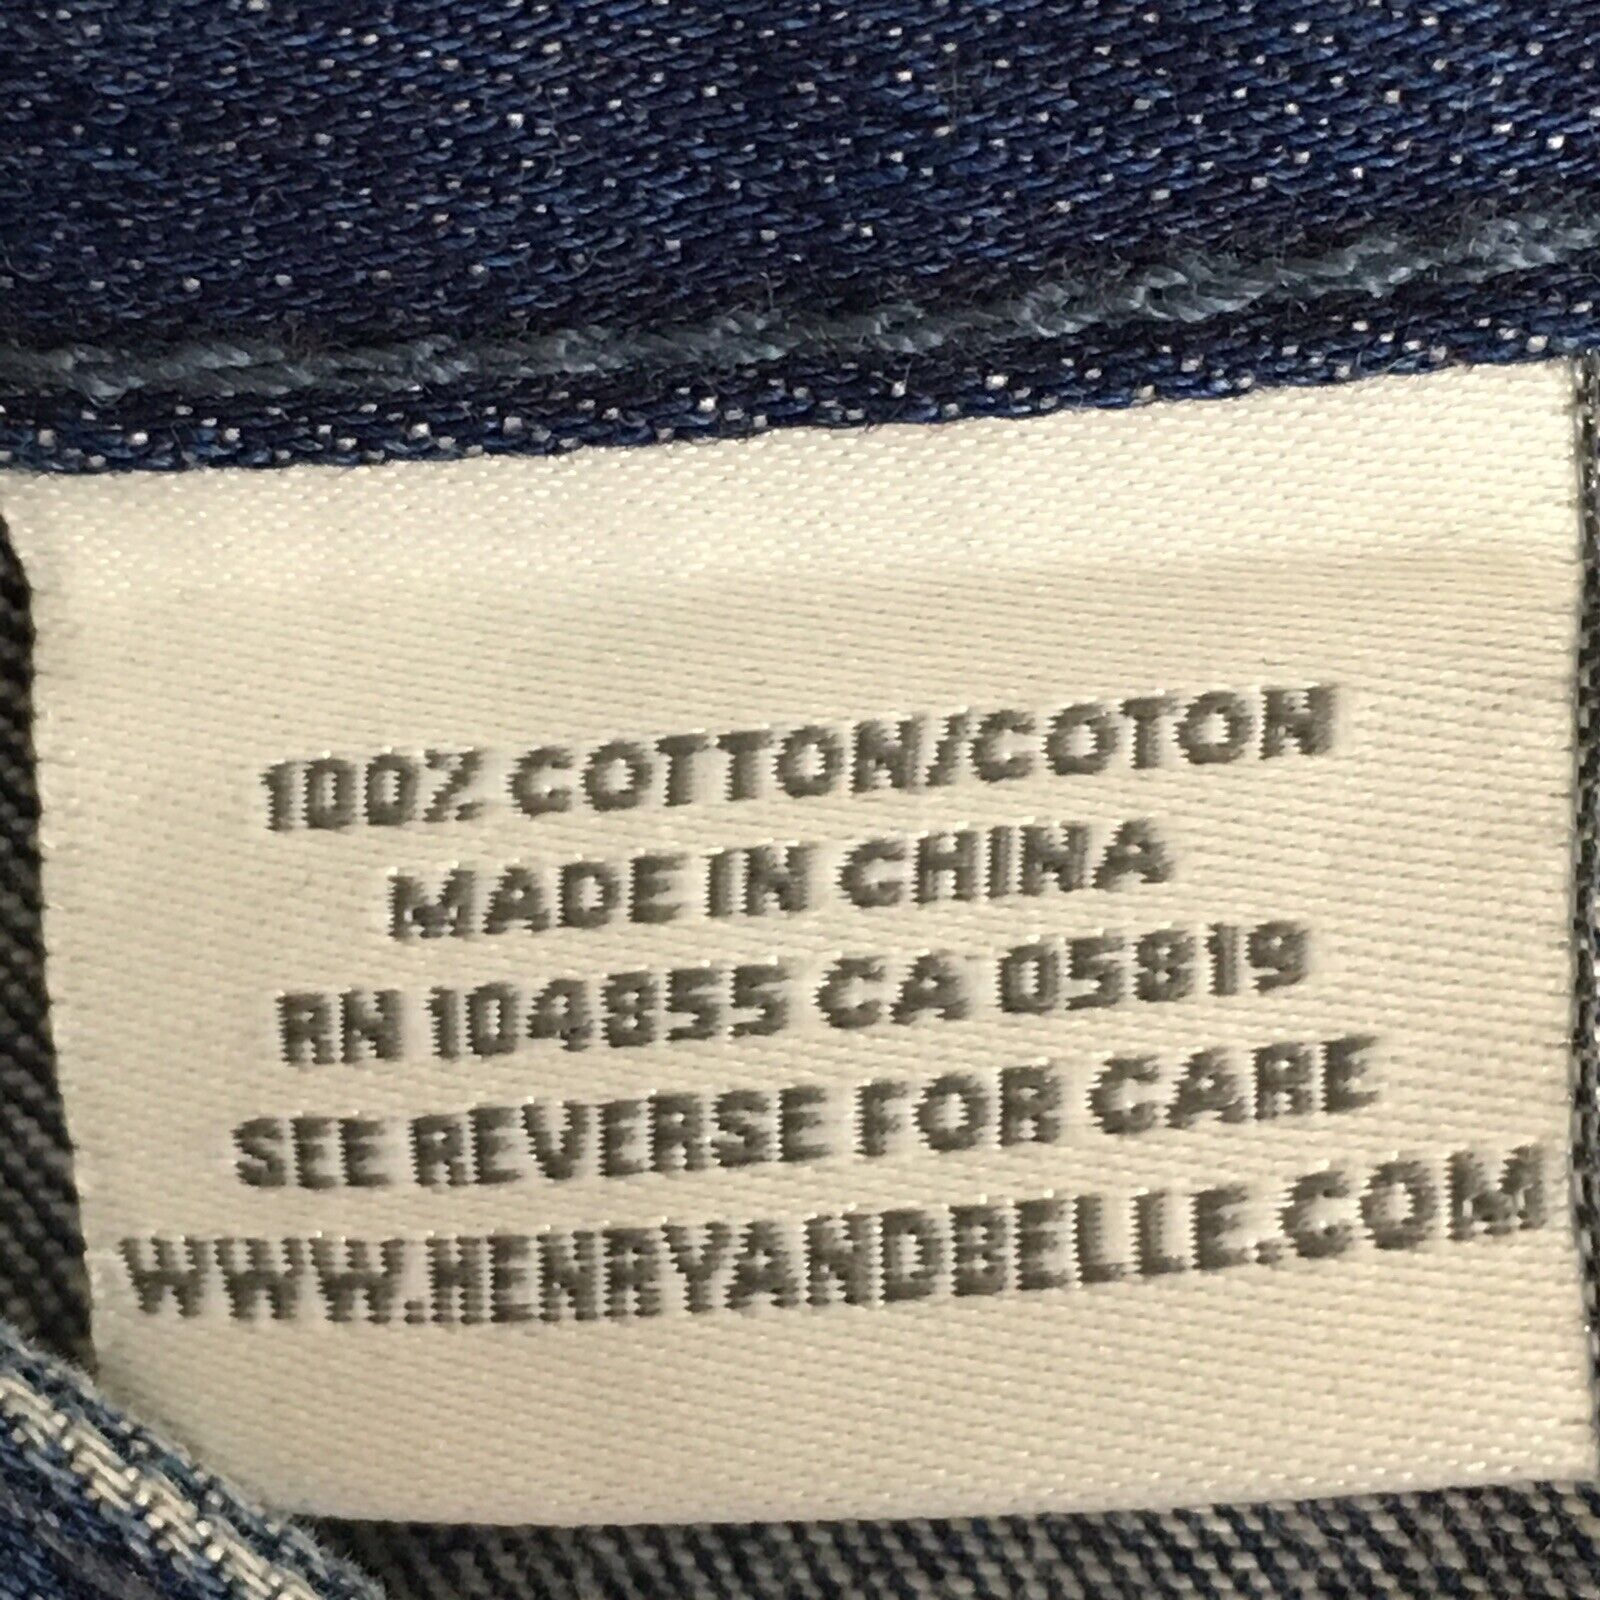 100% COTTON/COTON
MADE IN CHINA
RN 104855 CA 05819
SEE REVERSE FOR CARE
WWW.HENRYANDBELLE.COM